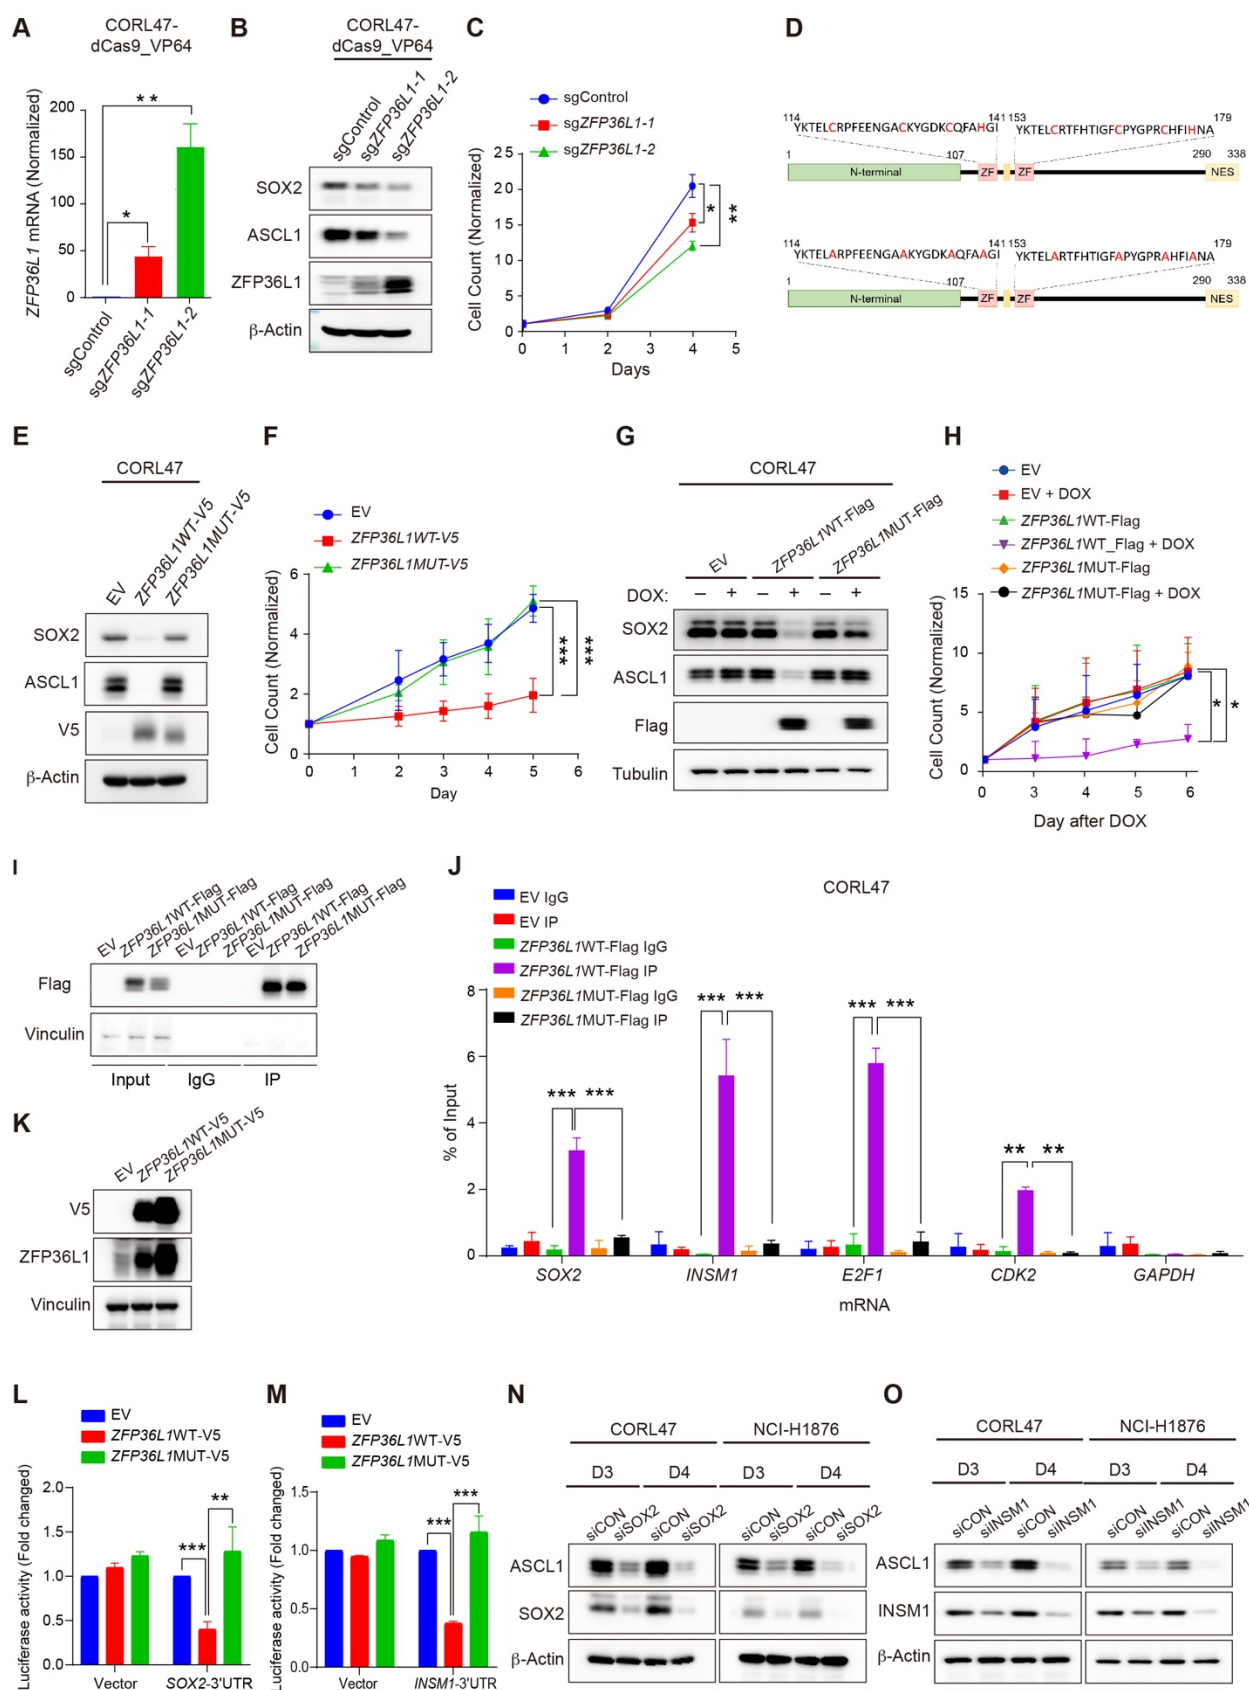 A
CORL47-
dCas9_VP64
ZFP36L1 mRNA (Normalized)
200
150
100
50
0
**
*
sgControl
sgZFP36L1-1
sgZFP36L1-2
B
CORL47-
dCas9_VP64
sgControl
sgZFP36L1-1
sgZFP36L1-2
SOX2
ASCL1
ZFP36L1
β-Actin
C
sgControl
sgZFP36L1-1
sgZFP36L1-2
Cell Count (Normalized)
25
20
15
10
5
0
*
**
0 1 2 3 4 5
Days
D
114 141 153 179
YKTELCRPFEENGACKYGDKCQFAHGI YKTELCRTFHTIGFCPYGPRCHFIHNA
1 107 290 338
N-terminal ZF ZF NES
114 141 153 179
YKTELARPFEENGAAKYGDKAQFAAGI YKTELARTFHTIGFAPYGPRAHFIANA
1 107 290 338
N-terminal ZF ZF NES
E
CORL47
EV
ZFP36L1WT-V5
ZFP36L1MUT-V5
SOX2
ASCL1
V5
β-Actin
F
EV
ZFP36L1WT-V5
ZFP36L1MUT-V5
Cell Count (Normalized)
6
4
2
0
***
***
0 1 2 3 4 5 6
Day
G
CORL47
EV
ZFP36L1WT-Flag
ZFP36L1MUT-Flag
DOX: – + – + – +
SOX2
ASCL1
Flag
Tubulin
H
EV
EV + DOX
ZFP36L1WT-Flag
ZFP36L1WT_Flag + DOX
ZFP36L1MUT-Flag
ZFP36L1MUT-Flag + DOX
Cell Count (Normalized)
15
10
5
0
*
*
0 3 4 5 6
Day after DOX
I
EV
ZFP36L1WT-Flag
ZFP36L1MUT-Flag
EV
ZFP36L1WT-Flag
ZFP36L1MUT-Flag
EV
ZFP36L1WT-Flag
ZFP36L1MUT-Flag
Flag
Vinculin
Input IgG IP
J
CORL47
EV IgG
EV IP
ZFP36L1WT-Flag IgG
ZFP36L1WT-Flag IP
ZFP36L1MUT-Flag IgG
ZFP36L1MUT-Flag IP
% of Input
8
6
4
2
0
*** ***
*** ***
*** ***
** **
SOX2 INSM1 E2F1 CDK2 GAPDH
mRNA
K
EV
ZFP36L1WT-V5
ZFP36L1MUT-V5
V5
ZFP36L1
Vinculin
L
EV
ZFP36L1WT-V5
ZFP36L1MUT-V5
Luciferase activity (Fold changed)
2.0
1.5
1.0
0.5
0.0
**
***
Vector SOX2-3'UTR
M
EV
ZFP36L1WT-V5
ZFP36L1MUT-V5
Luciferase activity (Fold changed)
1.5
1.0
0.5
0.0
***
***
Vector INSM1-3'UTR
N
CORL47 NCI-H1876
D3 D4 D3 D4
siCON siSOX2 siCON siSOX2 siCON siSOX2 siCON siSOX2
ASCL1
SOX2
β-Actin
O
CORL47 NCI-H1876
D3 D4 D3 D4
siCON siINSM1 siCON siINSM1 siCON siINSM1 siCON siINSM1
ASCL1
INSM1
β-Actin